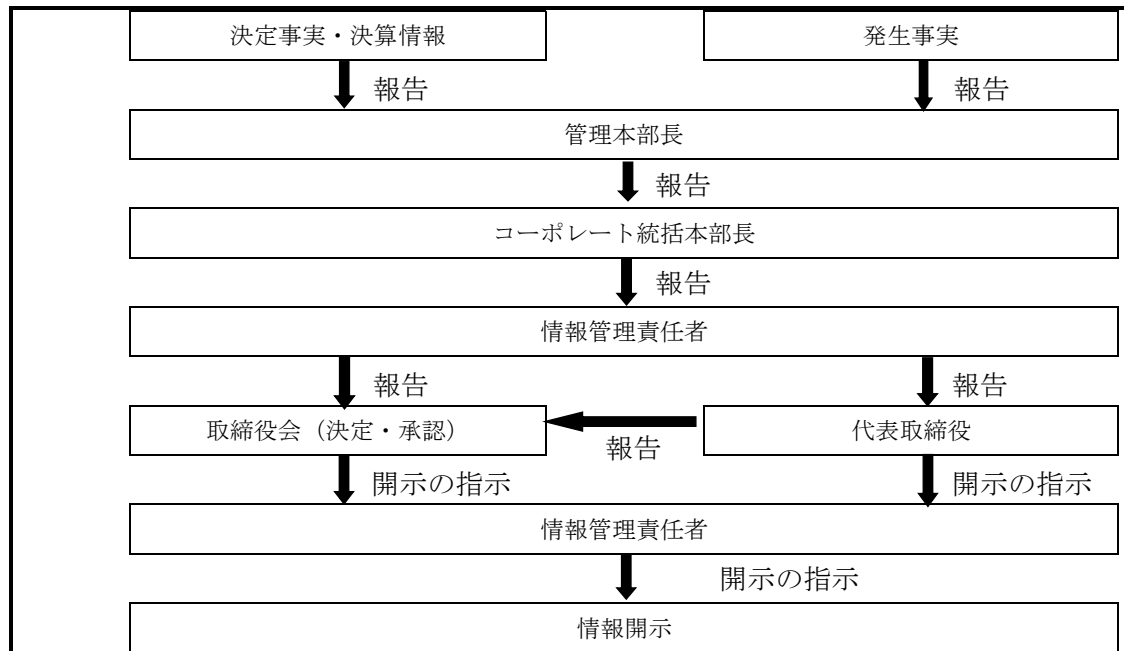 決定事実・決算情報
発生事実
報告
報告
管理本部長
報告
コーポレート統括本部長
報告
情報管理責任者
報告
報告
取締役会（決定・承認）
報告
代表取締役
開示の指示
開示の指示
情報管理責任者
開示の指示
情報開示